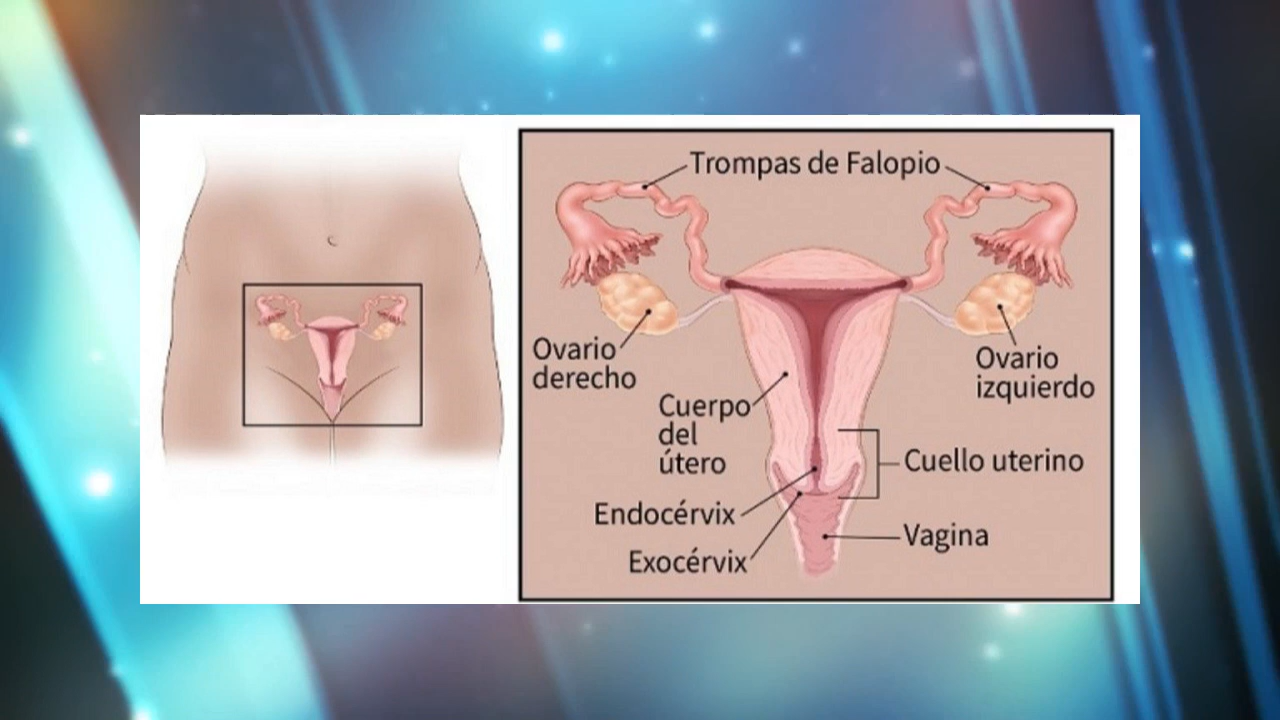 Trompas de Falopio
Ovario
derecho
Ovario
izquierdo
Cuerpo
del
útero
Cuello uterino
Endocérvix
Vagina
Exocérvix